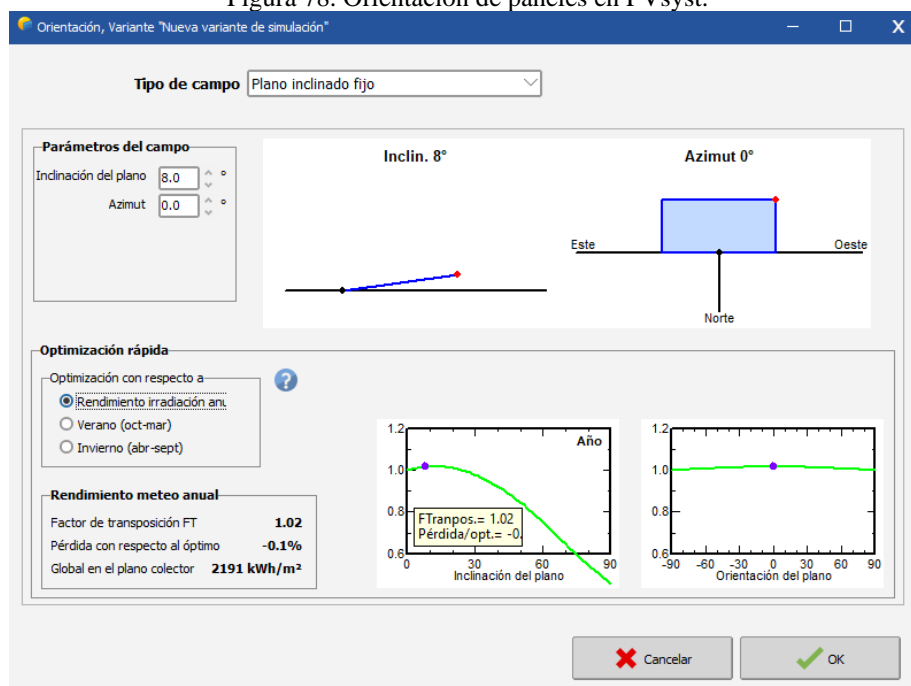 Figura 78. Orientación de paneles en PVsyst.
Orientación, Variante "Nueva variante de simulación"
Tipo de campo Plano inclinado fijo
Parámetros del campo
Inclinación del plano 8.0 °
Azimut 0.0 °
Inclin. 8°
Azimut 0°
Este Oeste
Norte
Optimización rápida
Optimización con respecto a
Rendimiento irradiación anu
Verano (oct-mar)
Invierno (abr-sept)
Rendimiento meteo anual
Factor de transposición FT 1.02
Pérdida con respecto al óptimo -0.1%
Global en el plano colector 2191 kWh/m²
Año
1.2
1.0
0.8
0.6
FTranpos.= 1.02
Pérdida/opt.= -0.
0 30 60 90
Inclinación del plano
1.2
1.0
0.8
0.6
-90 -60 -30 0 30 60 90
Orientación del plano
Cancelar
OK